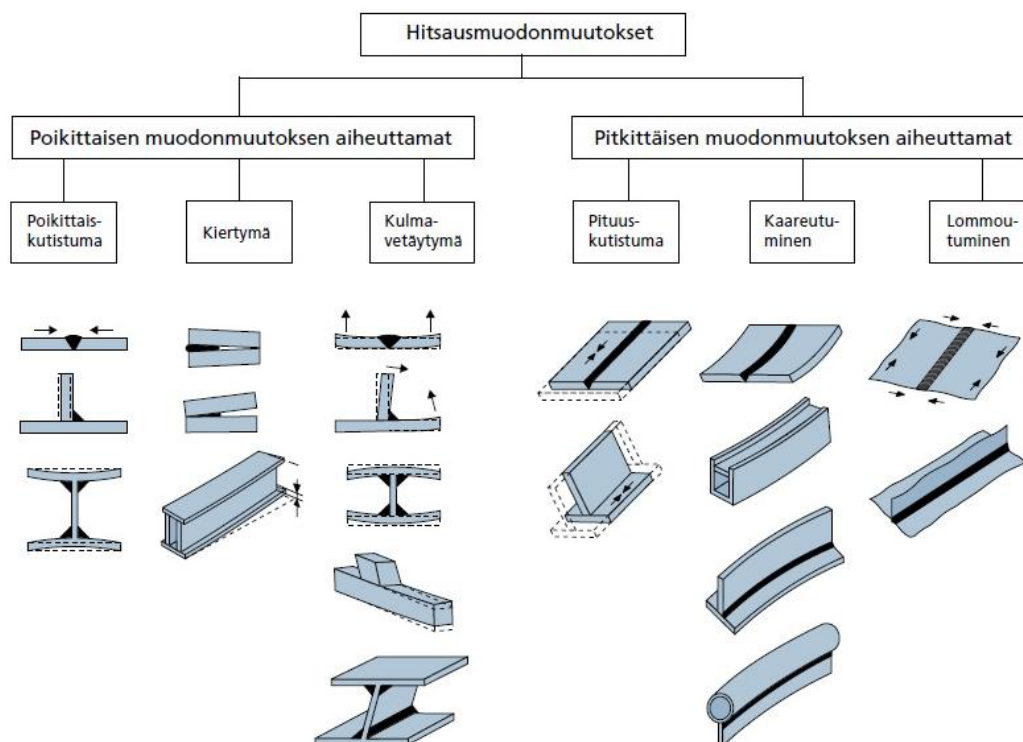 Hitsausmuodonmuutokset
Poikittaisen muodonmuutoksen aiheuttamat
Pitkittäisen muodonmuutoksen aiheuttamat
Poikittais-
kutistuma
Kiertymä
Kulma-
vetäytymä
Pituus-
kutistuma
Kaareutu-
minen
Lommou-
tuminen